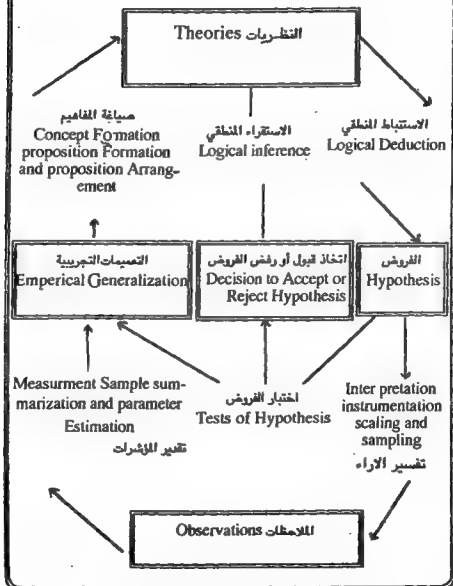 Theories النظريات
صياغة المفاهيم
Concept Formation
proposition Formation
and proposition Arrang-
ement
الاستقراء المنطقي
Logical inference
الاستنباط المنطقي
Logical Deduction
التعميمات التجريبية
Emperical Generalization
اتخاذ قبول أو رفض الفروض
Decision to Accept or
Reject Hypothesis
الفروض
Hypothesis
Measurment Sample sum-
marization and parameter
Estimation
تقدير المؤشرات
اختبار الفروض
Tests of Hypothesis
Inter pretation
instrumentation
scaling and
sampling
تفسير الاراء
Observations الملاحظات